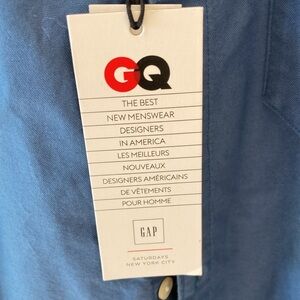 GQ
THE BEST
NEW MENSWEAR
DESIGNERS
IN AMERICA
LES MEILLEURS
NOUVEAUX
DESIGNERS AMÉRICAINS
DE VÊTEMENTS
POUR HOMME
GAP
SATURDAYS
NEW YORK CITY